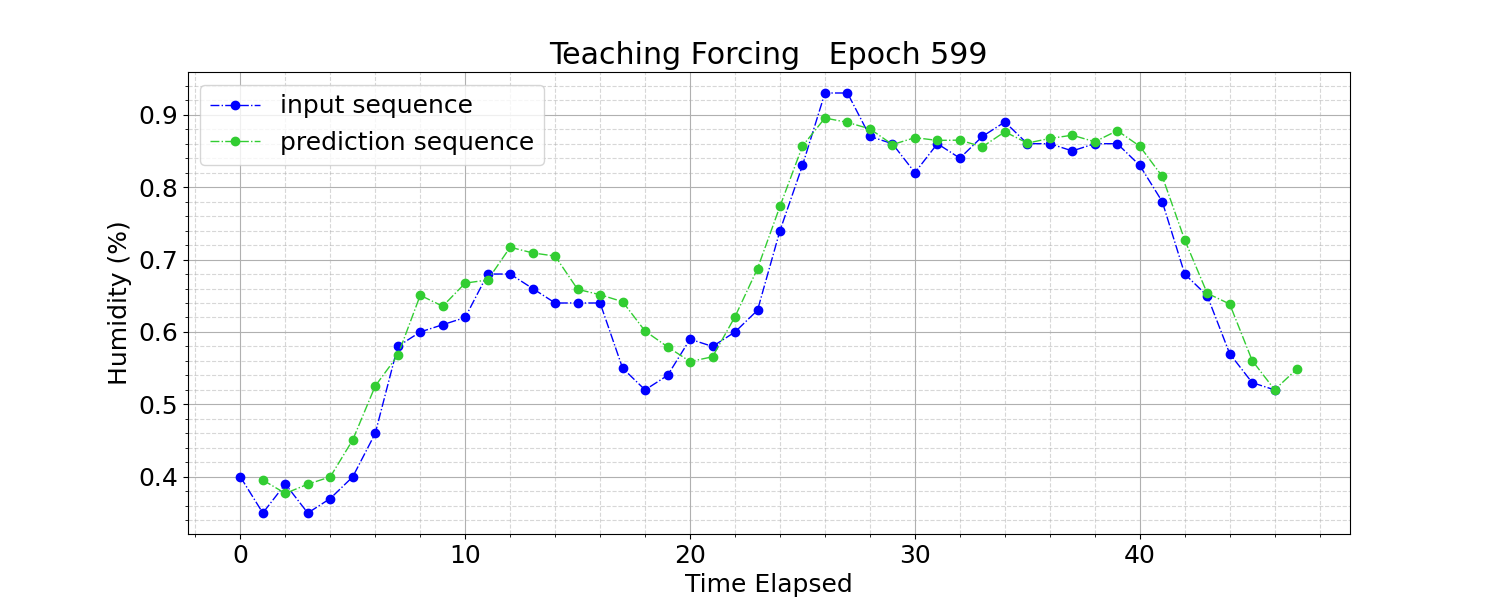 Teaching Forcing   Epoch 599
input sequence
prediction sequence
Humidity (%)
0.9
0.8
0.7
0.6
0.5
0.4
0 10 20 30 40
Time Elapsed